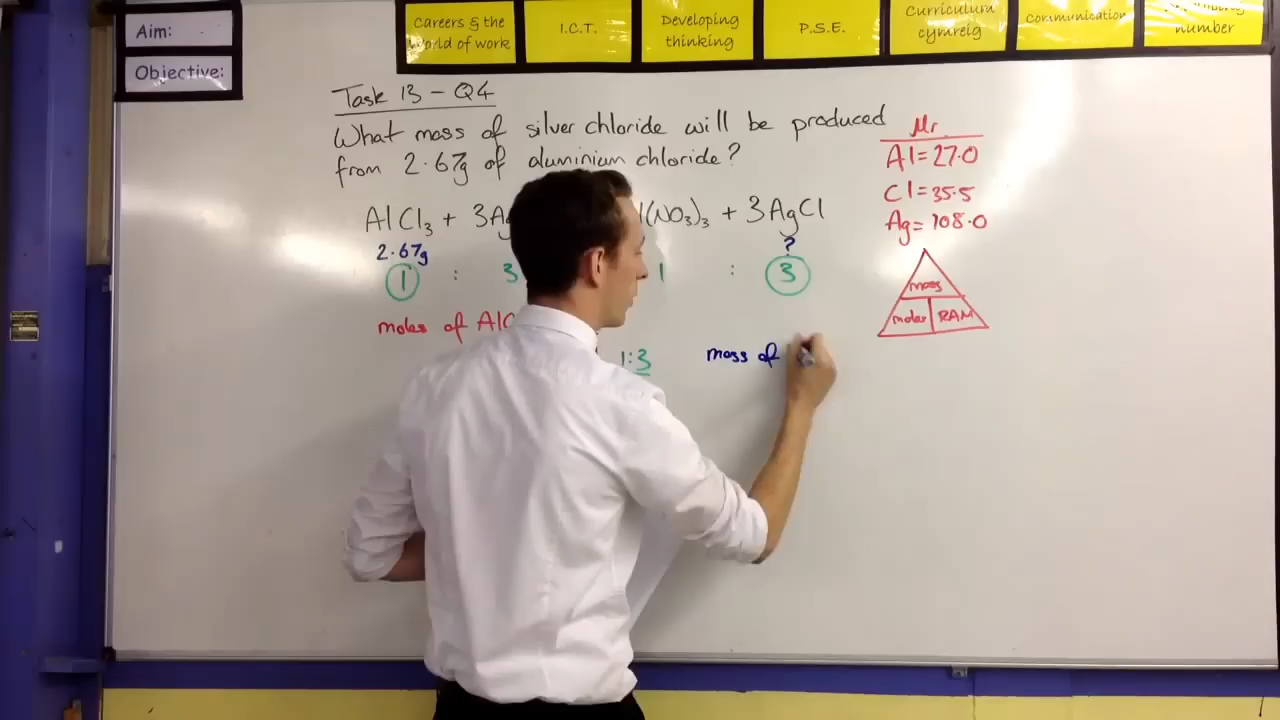 Aim:
Objective:
Careers & the
World of work
I.C.T.
Developing
thinking
P.S.E.
Curriculum
cymreig
Communication
number
Task 13 - Q4
What mass of silver chloride will be produced
from 2.67g of aluminium chloride?
AlCl3 + 3Ag (NO3)3 + 3AgCl
2.67g ?
1 : 3 1 : 3
moles of AlC
1:3
mass of
Mr
Al = 27.0
Cl = 35.5
Ag = 108.0
mass
moles RAM